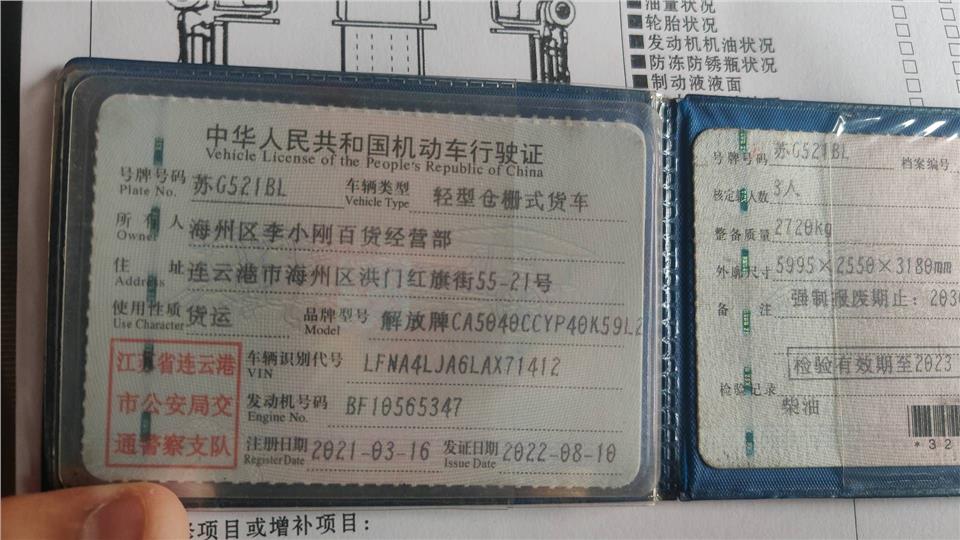 油量状况
轮胎状况
发动机机油状况
防冻防锈瓶状况
制动液液面
中华人民共和国机动车行驶证
Vehicle License of the People's Republic of China
号牌号码 苏G521BL 车辆类型 轻型仓栅式货车
Plate No. Vehicle Type
所有人 海州区李小刚百货经营部
Owner
住址 连云港市海州区洪门红旗街55-21号
Address
使用性质 货运 品牌型号 解放牌CA5040CCYP40K59L2
Use Character Model
江苏省连云港
市公安局交
通警察支队
车辆识别代号 LFNA4LJA6LAX71412
VIN
发动机号码 BF10565347
Engine No.
注册日期 2021-03-16 发证日期 2022-08-10
Register Date Issue Date
号牌号码 苏G521BL 档案编号
核定载人数 3人
整备质量 2720kg
外廓尺寸 5995×2550×3180mm
备注 强制报废期止：203
检验有效期至2023
检验记录
柴油
*32
项目或增补项目：